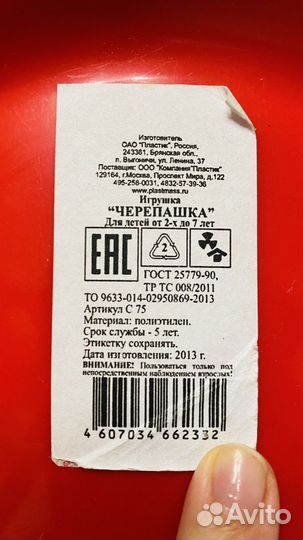 Изготовитель
ОАО "Пластик", Россия,
243361, Брянская обл.,
п. Выгоничи, ул. Ленина, 37
Поставщик: ООО "Компания"Пластик"
129164, г.Москва, Проспект Мира, д.122
495-258-0031, 4832-57-39-36
www.plastmass.ru
Игрушка
"ЧЕРЕПАШКА"
Для детей от 2-х до 7 лет
EAC
2
ГОСТ 25779-90,
ТР ТС 008/2011
ТО 9633-014-02950869-2013
Артикул С 75
Материал: полиэтилен.
Срок службы - 5 лет.
Этикетку сохранять.
Дата изготовления: 2013 г.
ВНИМАНИЕ! Пользоваться только под
непосредственным наблюдением взрослых!
4 607034 662332
Avito